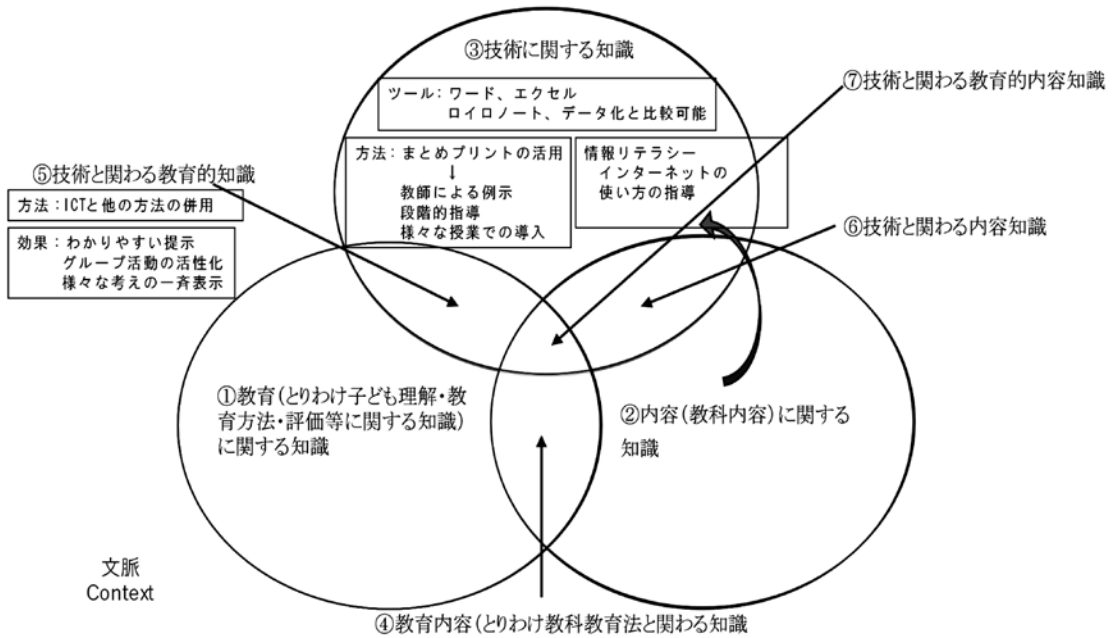 ③技術に関する知識
ツール:ワード、エクセル
ロイロノート、データ化と比較可能
⑦技術と関わる教育的内容知識
方法:まとめプリントの活用
↓
教師による例示
段階的指導
様々な授業での導入
情報リテラシー
インターネットの
使い方の指導
⑤技術と関わる教育的知識
方法:ICTと他の方法の併用
効果:わかりやすい提示
グループ活動の活性化
様々な考えの一斉表示
⑥技術と関わる内容知識
①教育(とりわけ子ども理解・教
育方法・評価等に関する知識)
に関する知識
②内容(教科内容)に関する
知識
文脈
Context
④教育内容(とりわけ教科教育法と関わる知識